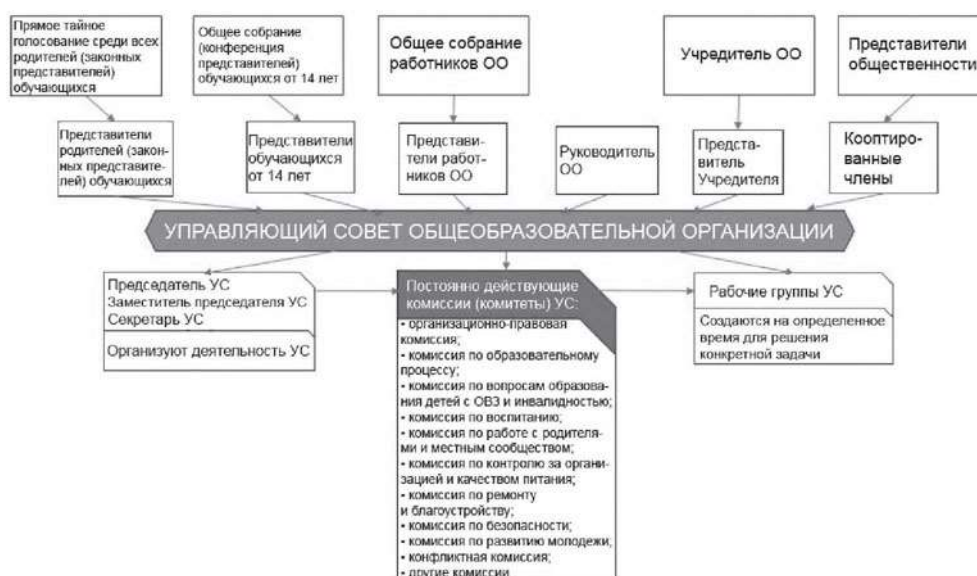 Прямое тайное
голосование среди всех
родителей (законных
представителей)
обучающихся
Общее собрание
(конференция
представителей)
обучающихся от 14 лет
Общее собрание
работников ОО
Учредитель ОО
Представители
общественности
Представители
родителей (закон-
ных представите-
лей) обучающихся
Представители
обучающихся
от 14 лет
Представи-
тели работ-
ников ОО
Руководитель
ОО
Предста-
витель
Учредителя
Кооптиро-
ванные
члены
УПРАВЛЯЮЩИЙ СОВЕТ ОБЩЕОБРАЗОВАТЕЛЬНОЙ ОРГАНИЗАЦИИ
Председатель УС
Заместитель председателя УС
Секретарь УС
Организуют деятельность УС
Постоянно действующие
комиссии (комитеты) УС:
- организационно-правовая
комиссия;
- комиссия по образовательному
процессу;
- комиссия по вопросам образова-
ния детей с ОВЗ и инвалидностью;
- комиссия по воспитанию;
- комиссия по работе с родителя-
ми и местным сообществом;
- комиссия по контролю за органи-
зацией и качеством питания;
- комиссия по ремонту
и благоустройству;
- комиссия по безопасности;
- комиссия по развитию молодежи;
- конфликтная комиссия;
- другие комиссии
Рабочие группы УС
Создаются на определенное
время для решения
конкретной задачи